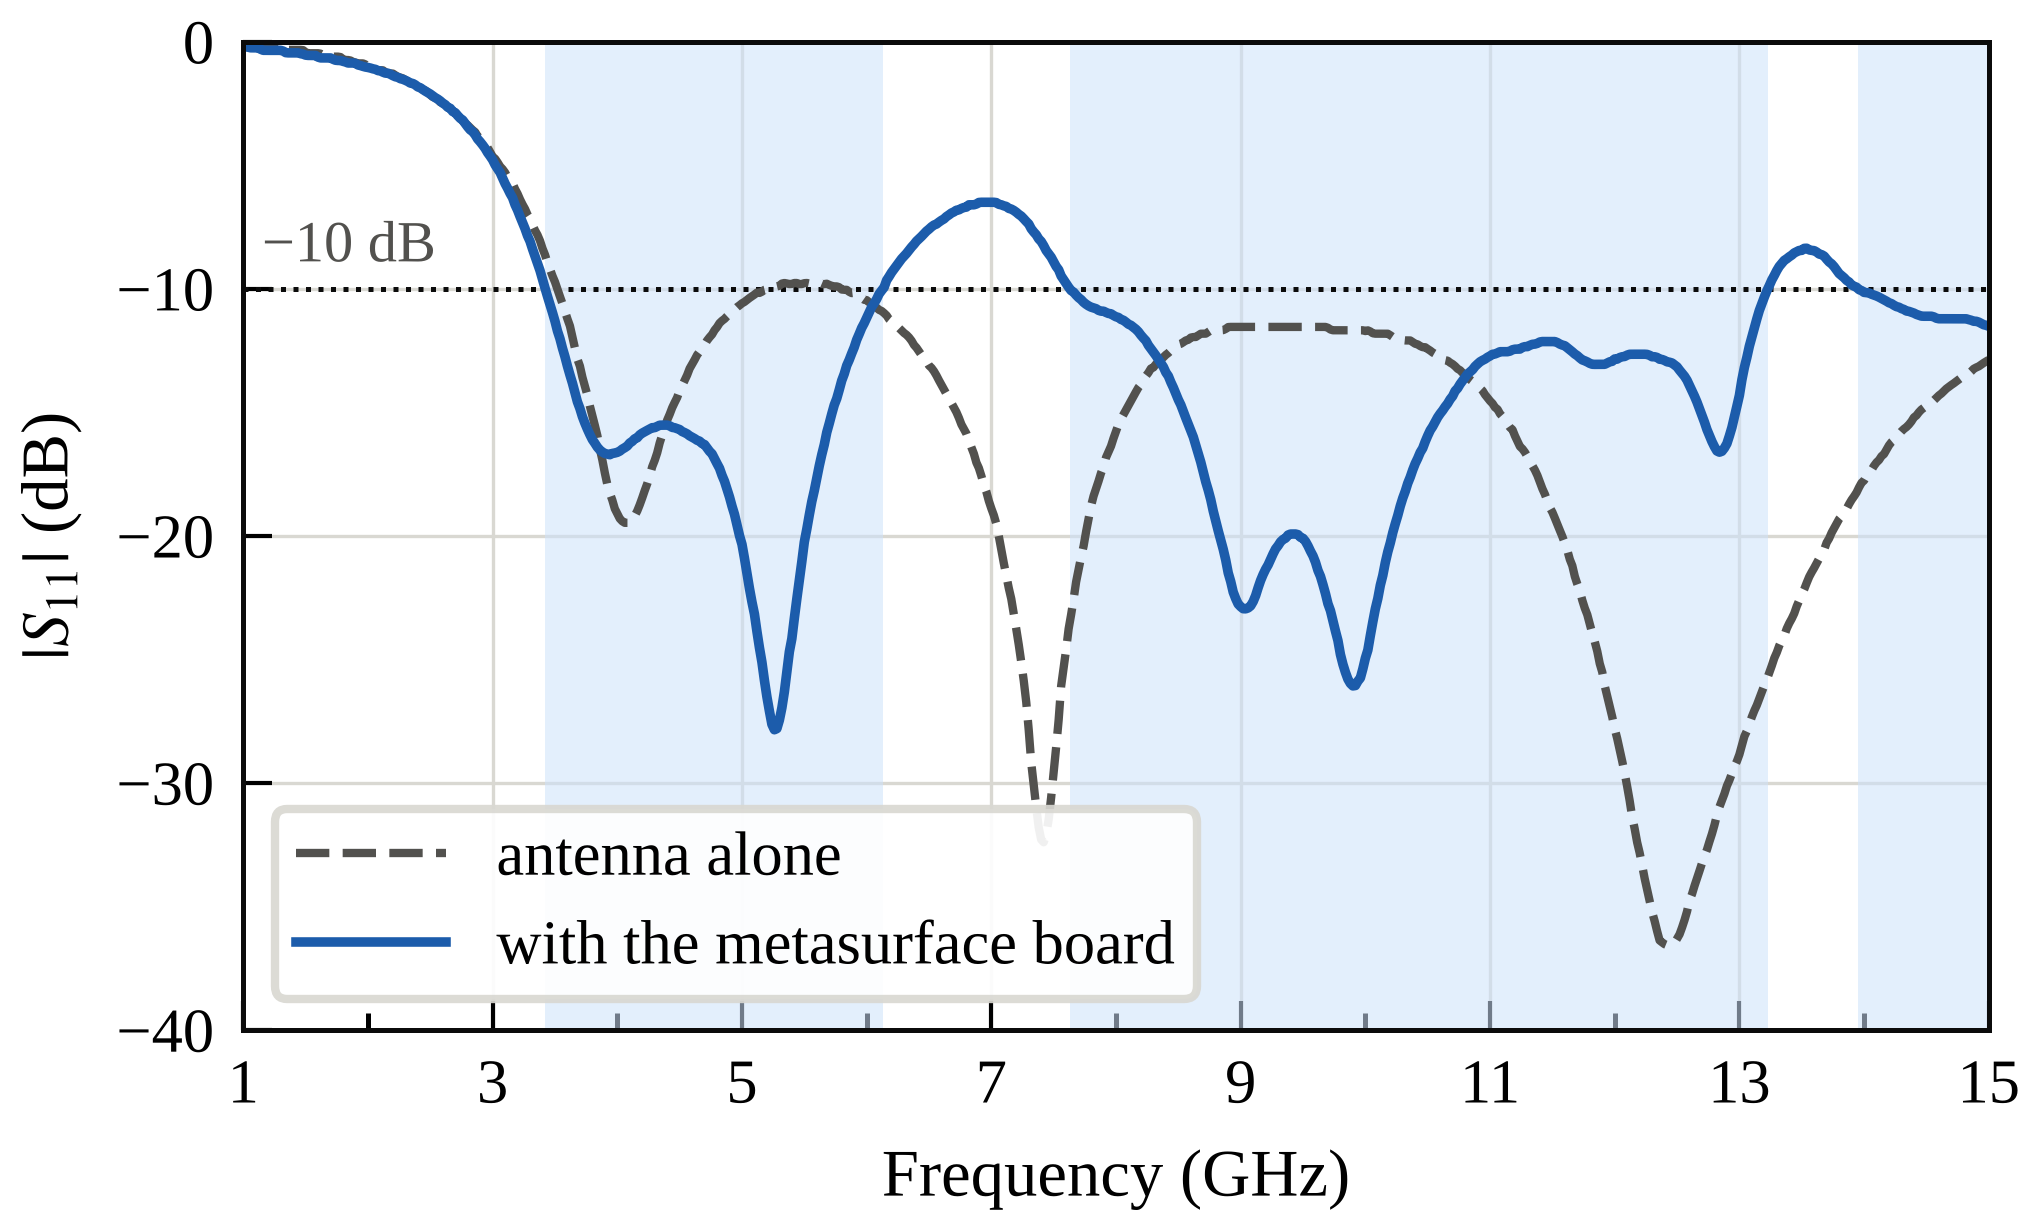 0
−10
−20
−30
−40
|S11| (dB)
−10 dB
antenna alone
with the metasurface board
1 3 5 7 9 11 13 15
Frequency (GHz)